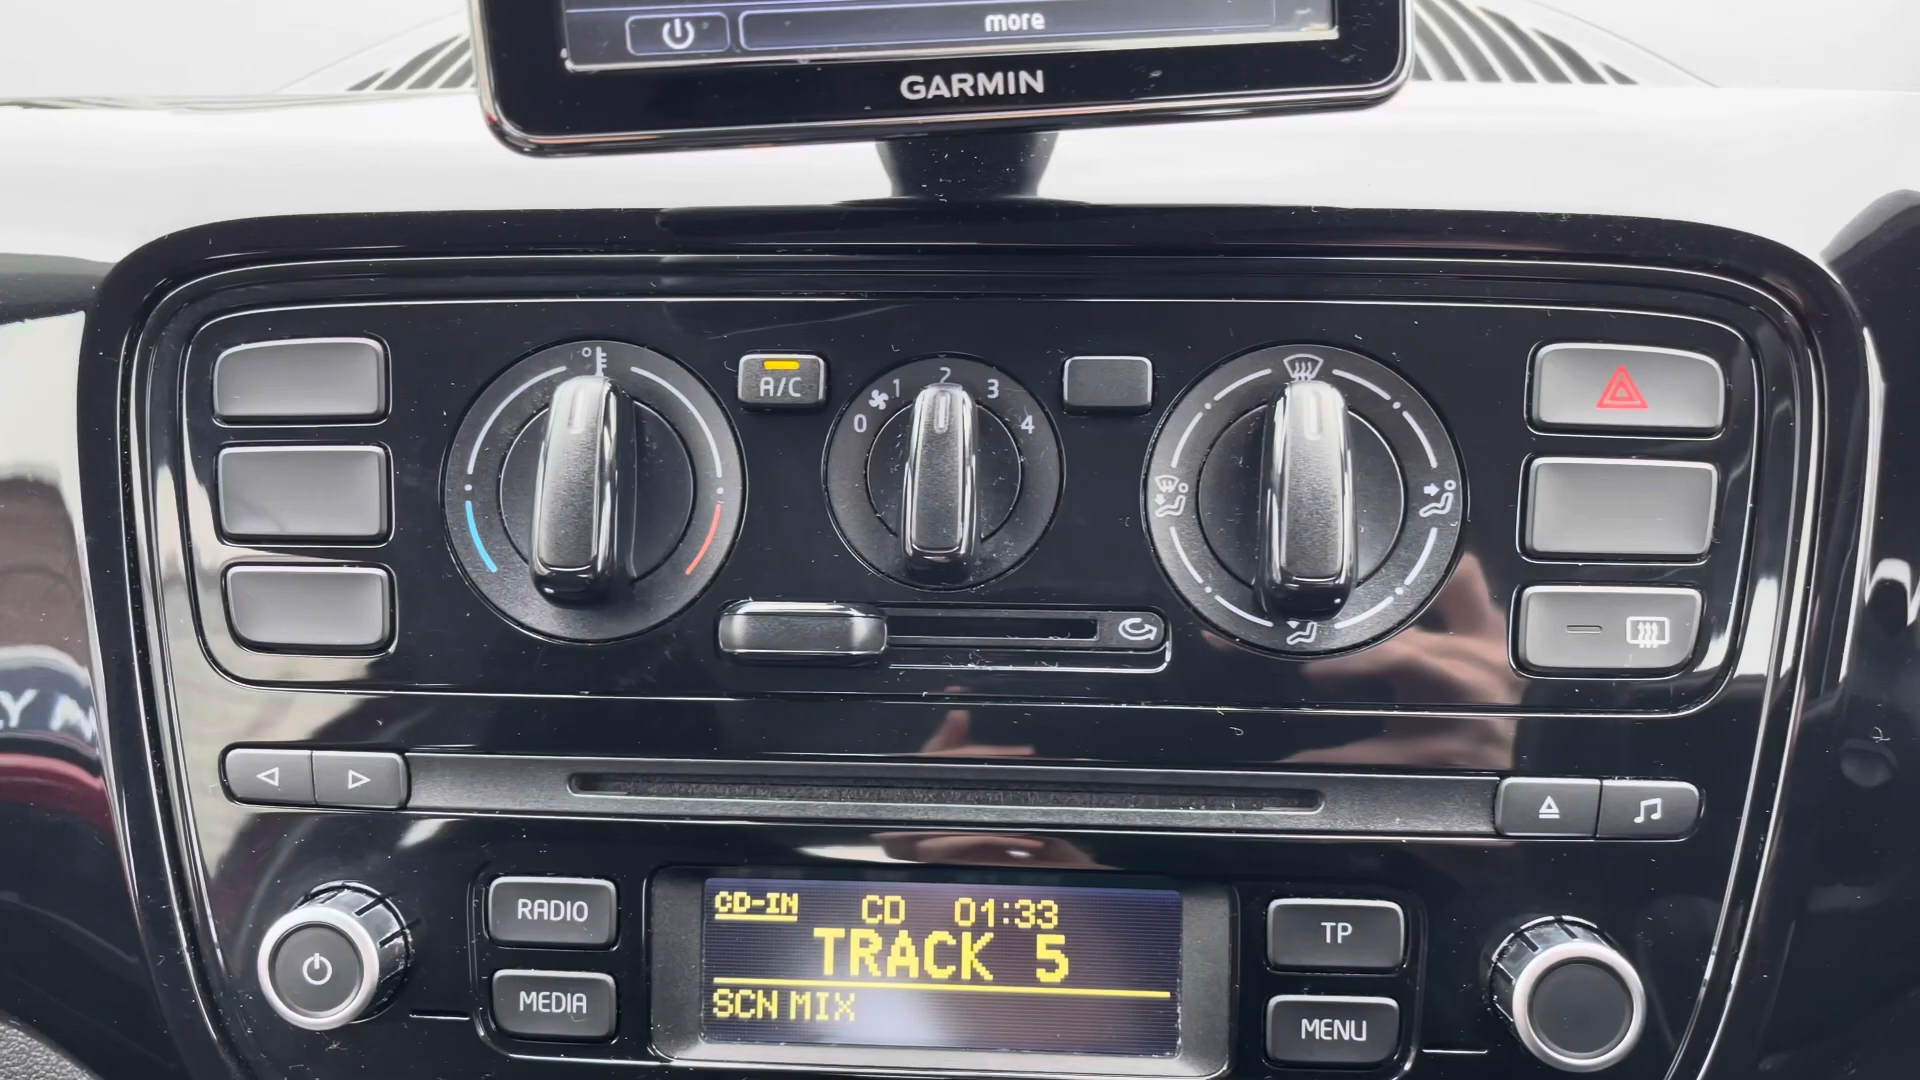 more
GARMIN
A/C
0 1 2 3 4
RADIO
MEDIA
CD-IN CD 01:33
TRACK 5
SCN MIX
TP
MENU